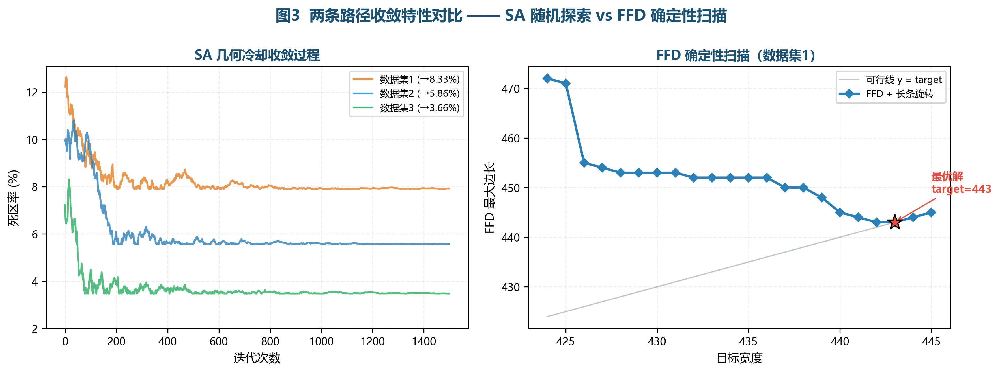 图3 两条路径收敛特性对比 —— SA 随机探索 vs FFD 确定性扫描
SA 几何冷却收敛过程
死区率 (%)
12
10
8
6
4
2
数据集1 (→8.33%)
数据集2 (→5.86%)
数据集3 (→3.66%)
0
200
400
600
800
1000
1200
1400
迭代次数
FFD 确定性扫描（数据集1）
FFD 最大边长
470
460
450
440
430
可行线 y = target
FFD + 长条旋转
最优解
target=443
425
430
435
440
445
目标宽度